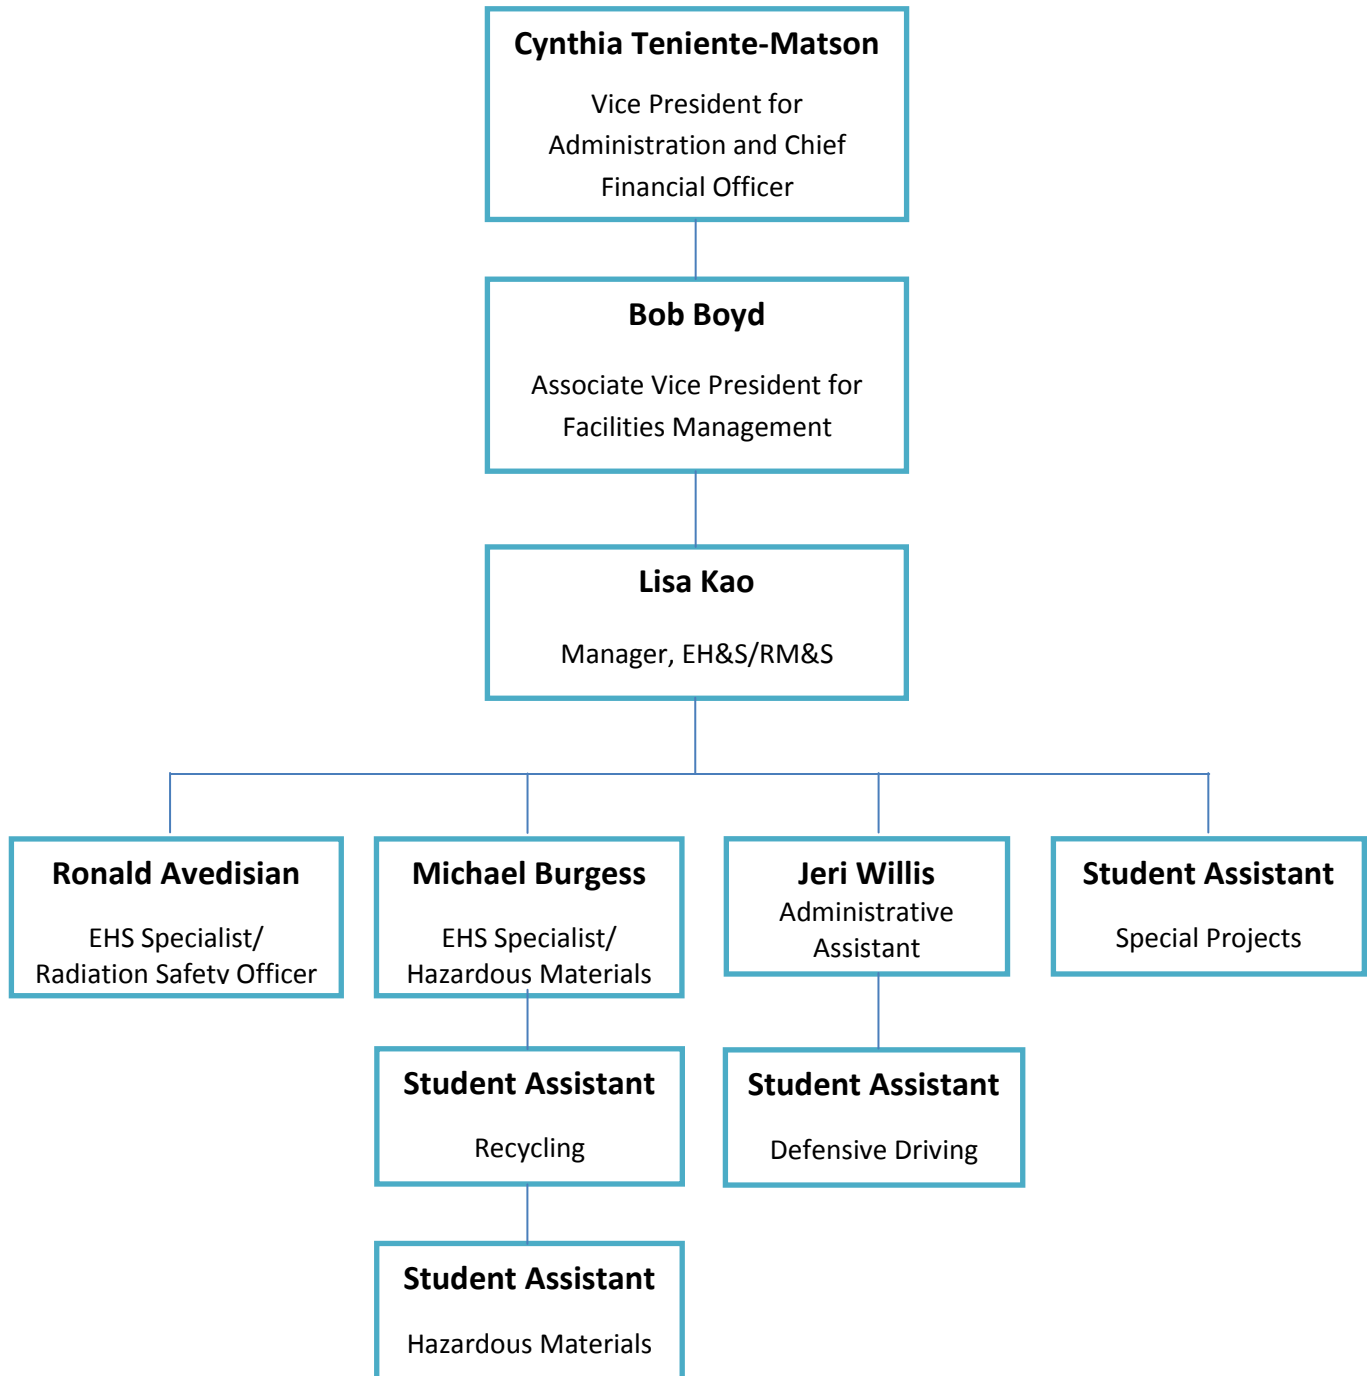 Cynthia Teniente-Matson
Vice President for
Administration and Chief
Financial Officer
Bob Boyd
Associate Vice President for
Facilities Management
Lisa Kao
Manager, EH&S/RM&S
Ronald Avedisian
EHS Specialist/
Radiation Safety Officer
Michael Burgess
EHS Specialist/
Hazardous Materials
Jeri Willis
Administrative
Assistant
Student Assistant
Special Projects
Student Assistant
Recycling
Student Assistant
Defensive Driving
Student Assistant
Hazardous Materials